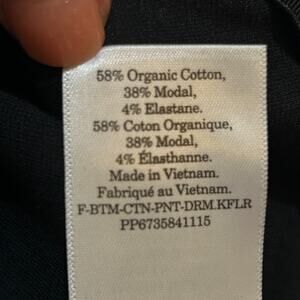 58% Organic Cotton,
38% Modal,
4% Elastane.
58% Coton Organique,
38% Modal,
4% Élasthanne.
Made in Vietnam.
Fabriqué au Vietnam.
F-BTM-CTN-PNT-DRM.KFLR
PP6735841115